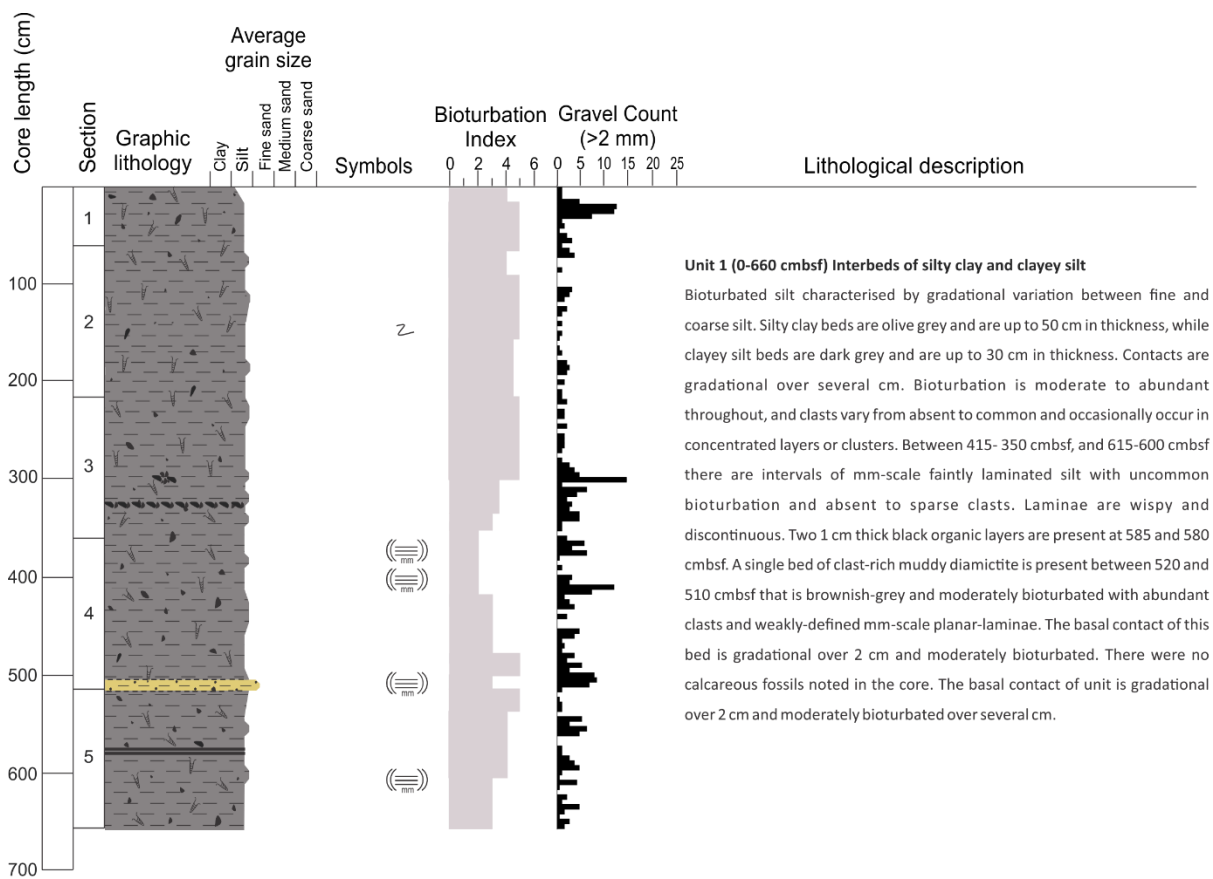 Core length (cm)
Section
Graphic
lithology
Average
grain size
Clay
Silt
Fine sand
Medium sand
Coarse sand
Symbols
Bioturbation
Index
0 2 4 6
Gravel Count
(>2 mm)
0 5 10 15 20 25
Lithological description
100
200
300
400
500
600
700
1
2
3
4
5
mm
mm
mm
mm
Unit 1 (0-660 cmbsf) Interbeds of silty clay and clayey silt
Bioturbated silt characterised by gradational variation between fine and
coarse silt. Silty clay beds are olive grey and are up to 50 cm in thickness, while
clayey silt beds are dark grey and are up to 30 cm in thickness. Contacts are
gradational over several cm. Bioturbation is moderate to abundant
throughout, and clasts vary from absent to common and occasionally occur in
concentrated layers or clusters. Between 415- 350 cmbsf, and 615-600 cmbsf
there are intervals of mm-scale faintly laminated silt with uncommon
bioturbation and absent to sparse clasts. Laminae are wispy and
discontinuous. Two 1 cm thick black organic layers are present at 585 and 580
cmbsf. A single bed of clast-rich muddy diamictite is present between 520 and
510 cmbsf that is brownish-grey and moderately bioturbated with abundant
clasts and weakly-defined mm-scale planar-laminae. The basal contact of this
bed is gradational over 2 cm and moderately bioturbated. There were no
calcareous fossils noted in the core. The basal contact of unit is gradational
over 2 cm and moderately bioturbated over several cm.